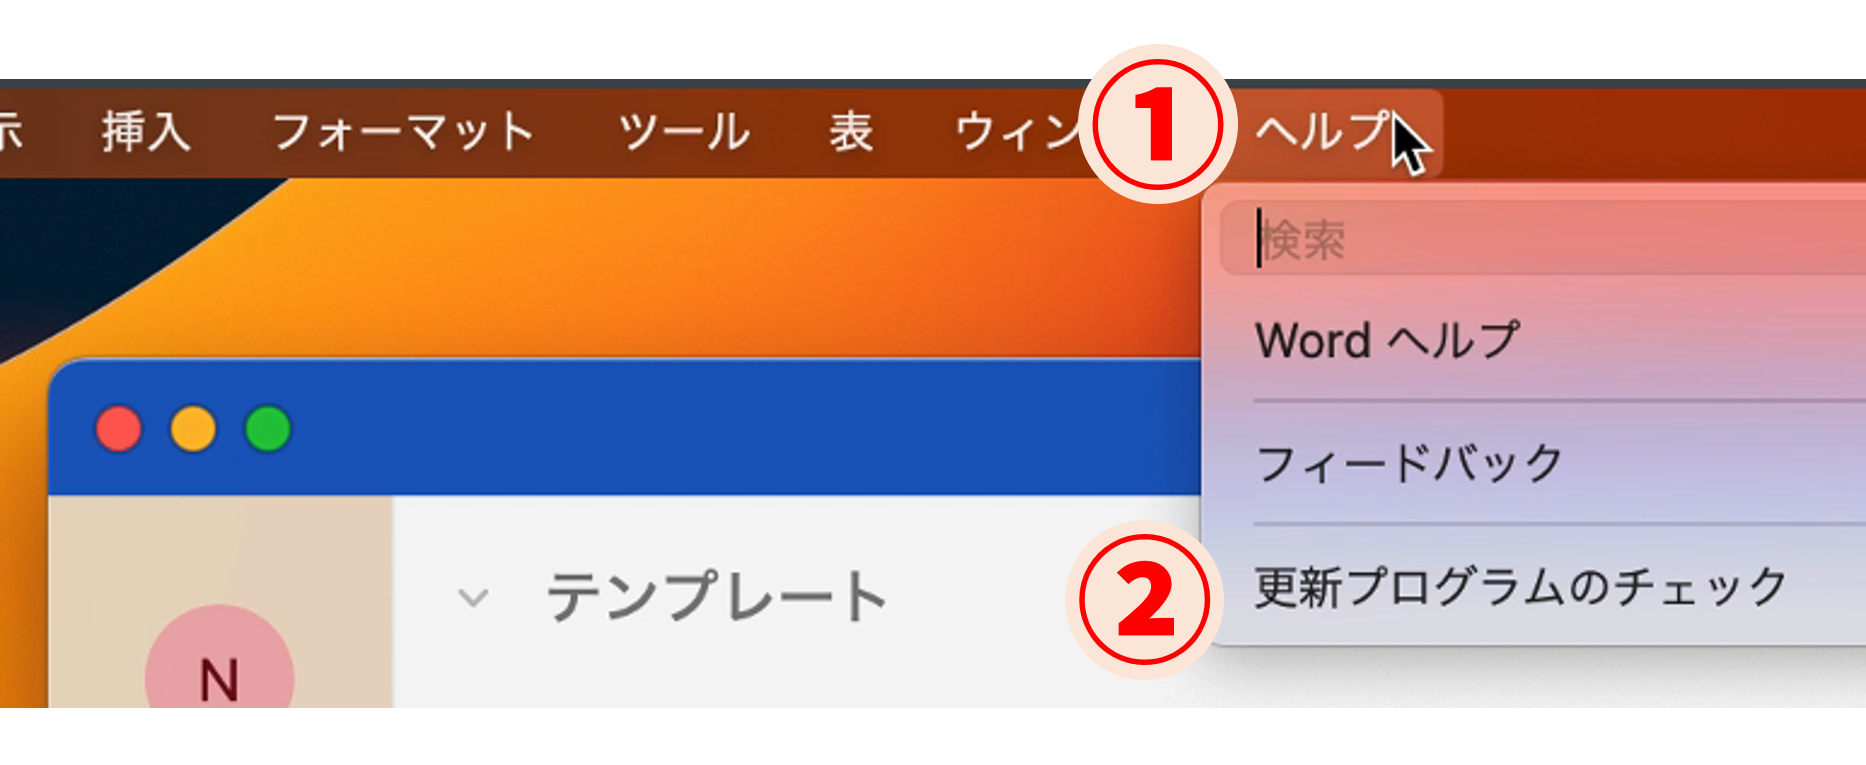 示 挿入 フォーマット ツール 表 ウィン ① ヘルプ
検索
Word ヘルプ
フィードバック
② 更新プログラムのチェック
テンプレート
N